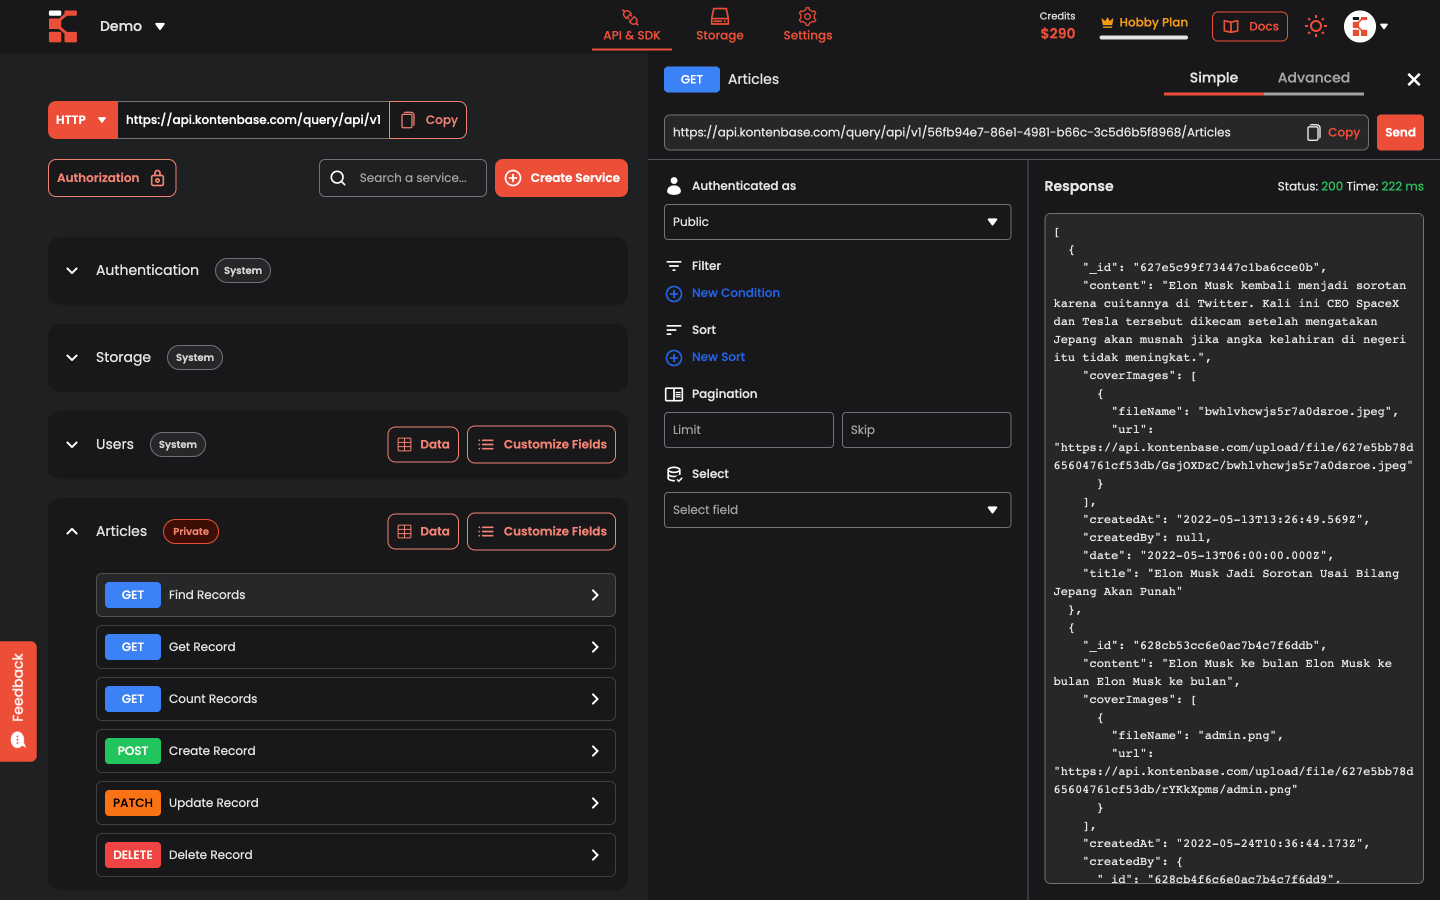 Demo
API & SDK
Storage
Settings
Credits
$290
Hobby Plan
Docs
HTTP
https://api.kontenbase.com/query/api/v1
Copy
Authorization
Search a service...
Create Service
Authentication
System
Storage
System
Users
System
Data
Customize Fields
Articles
Private
Data
Customize Fields
GET
Find Records
GET
Get Record
GET
Count Records
POST
Create Record
PATCH
Update Record
DELETE
Delete Record
Feedback
GET
Articles
Simple
Advanced
https://api.kontenbase.com/query/api/v1/56fb94e7-86e1-4981-b66c-3c5d6b5f8968/Articles
Copy
Send
Authenticated as
Public
Filter
New Condition
Sort
New Sort
Pagination
Limit
Skip
Select
Select field
Response
Status: 200 Time: 222 ms
[
{
"_id": "627e5c99f73447c1ba6cce0b",
"content": "Elon Musk kembali menjadi sorotan
karena cuitannya di Twitter. Kali ini CEO SpaceX
dan Tesla tersebut dikecam setelah mengatakan
Jepang akan musnah jika angka kelahiran di negeri
itu tidak meningkat.",
"coverImages": [
{
"fileName": "bwhlvhcwjs5r7a0dsroe.jpeg",
"url":
"https://api.kontenbase.com/upload/file/627e5bb78d
65604761cf53db/GsjOXDzC/bwhlvhcwjs5r7a0dsroe.jpeg"
}
],
"createdAt": "2022-05-13T13:26:49.569Z",
"createdBy": null,
"date": "2022-05-13T06:00:00.000Z",
"title": "Elon Musk Jadi Sorotan Usai Bilang
Jepang Akan Punah"
},
{
"_id": "628cb53cc6e0ac7b4c7f6ddb",
"content": "Elon Musk ke bulan Elon Musk ke
bulan Elon Musk ke bulan",
"coverImages": [
{
"fileName": "admin.png",
"url":
"https://api.kontenbase.com/upload/file/627e5bb78d
65604761cf53db/rYKkXpms/admin.png"
}
],
"createdAt": "2022-05-24T10:36:44.173Z",
"createdBy": {
"_id": "628cb4f6c6e0ac7b4c7f6dd9",